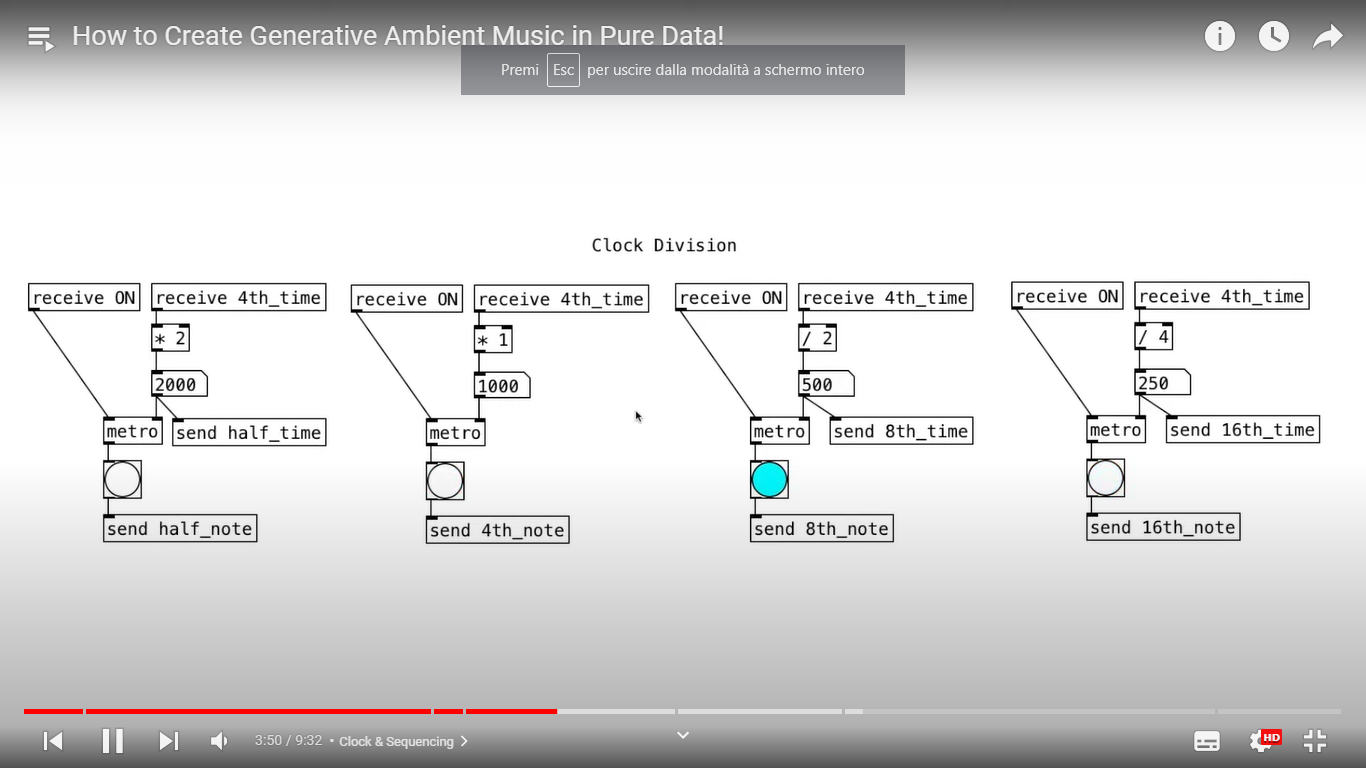 How to Create Generative Ambient Music in Pure Data!
Premi Esc per uscire dalla modalità a schermo intero
Clock Division
receive ON receive 4th_time receive ON receive 4th_time receive ON receive 4th_time receive ON receive 4th_time
* 2 * 1 / 2 / 4
2000 1000 500 250
metro send half_time metro metro send 8th_time metro send 16th_time
send half_note send 4th_note send 8th_note send 16th_note
3:50 / 9:32 • Clock & Sequencing
HD